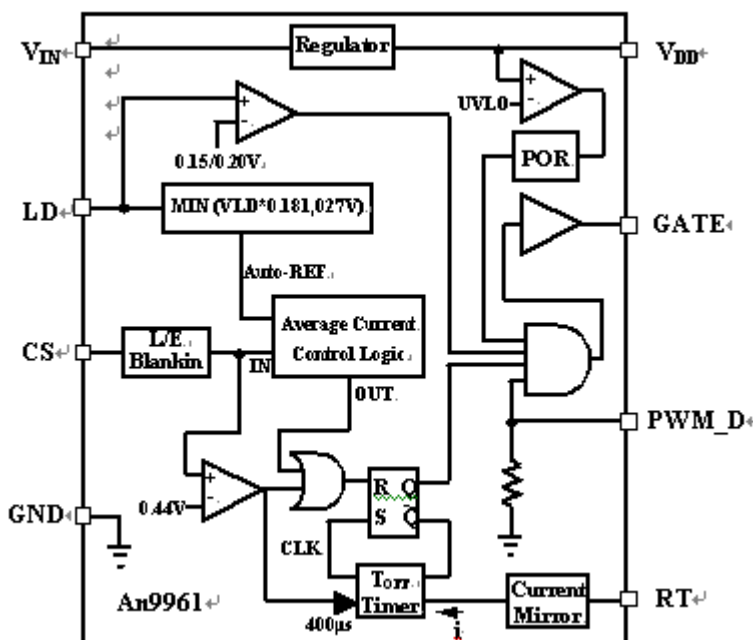 Regulator
VIN
VDD
UVLO
0.15/0.20V
POR
LD
MIN (VLD*0.181,027V)
GATE
Auto-REF
Average Current
Control Logic
CS
L/E
Blankin
IN
OUT
PWM_D
R Q
0.44V
S Q
GND
CLK
TOFF
Timer
Current
Mirror
RT
An9961
400μs
i